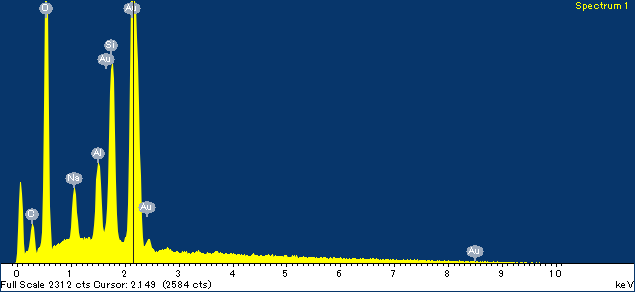 Spectrum 1
O Au
Si
Au
Al
Na
Au
C
Au
0 1 2 3 4 5 6 7 8 9 10
Full Scale 2312 cts Cursor: 2.149 (2584 cts) keV